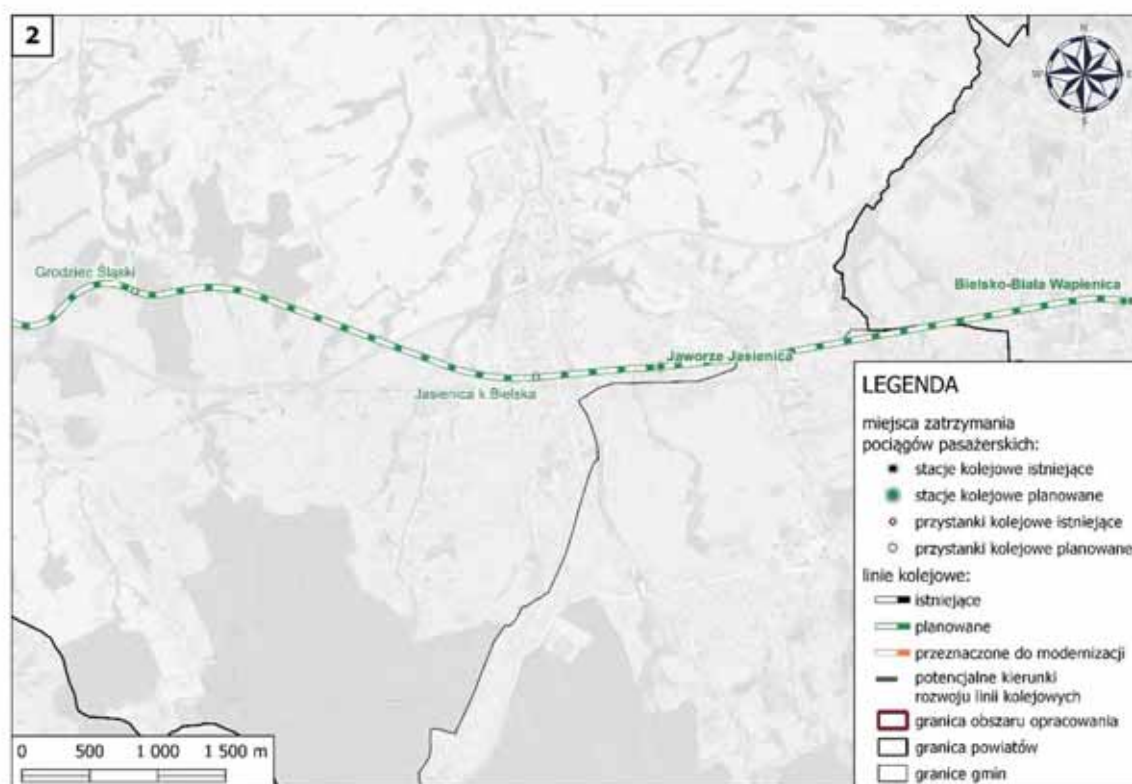 2
N
W
E
S
Grodziec Śląski
Bielsko-Biała Wapienica
Jaworze Jasienica
Jasienica k Bielska
LEGENDA
miejsca zatrzymania
pociągów pasażerskich:
stacje kolejowe istniejące
stacje kolejowe planowane
przystanki kolejowe istniejące
przystanki kolejowe planowane
linie kolejowe:
istniejące
planowane
przeznaczone do modernizacji
potencjalne kierunki
rozwoju linii kolejowych
granica obszaru opracowania
granica powiatów
granice gmin
0 500 1 000 1 500 m